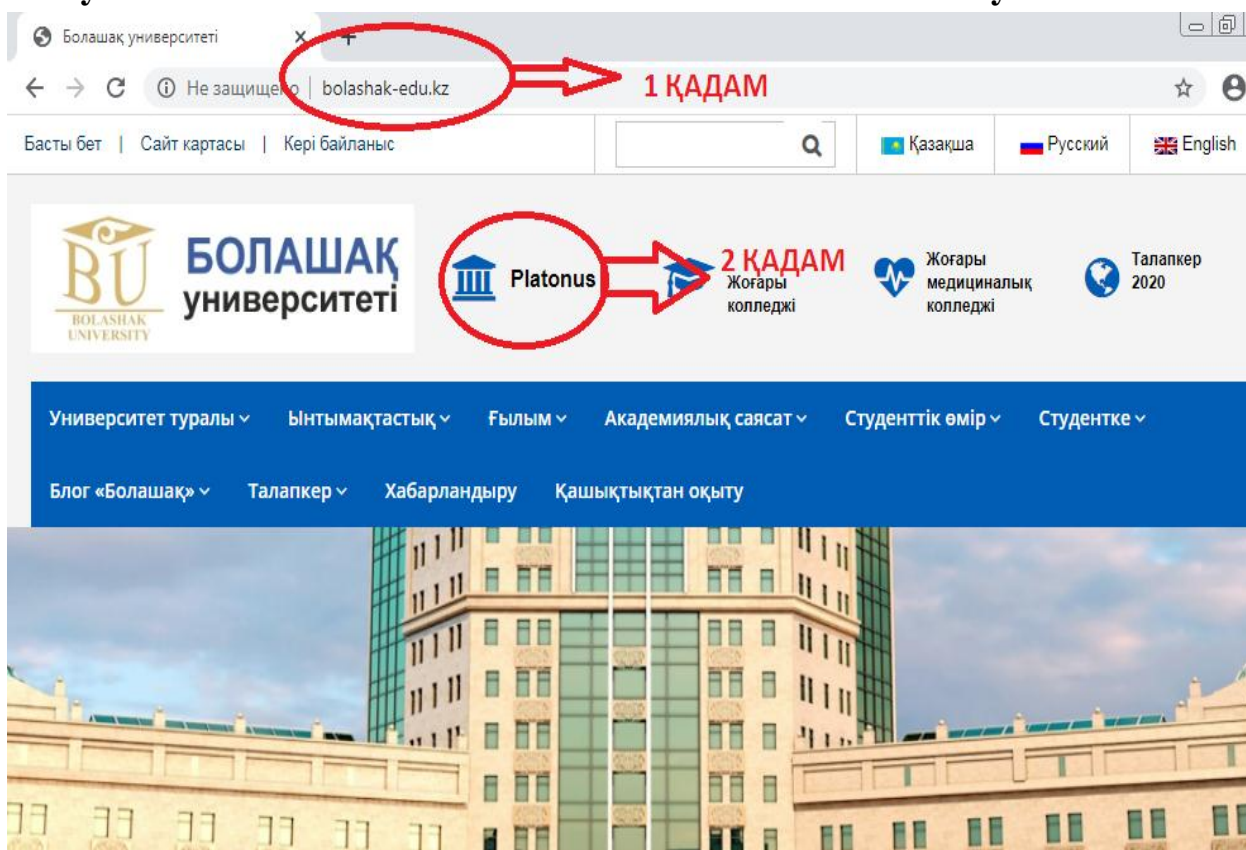 Болашақ университеті
Не защищено | bolashak-edu.kz
1 ҚАДАМ
Басты бет | Сайт картасы | Кері байланыс
Қазақша
Русский
English
BU
BOLASHAK
UNIVERSITY
БОЛАШАҚ
университеті
Platonus
2 ҚАДАМ
Жоғары
колледжі
Жоғары
медициналық
колледжі
Талапкер
2020
Университет туралы Ынтымақтастық Ғылым Академиялық саясат Студенттік өмір Студентке
Блог «Болашақ» Талапкер Хабарландыру Қашықтықтан оқыту